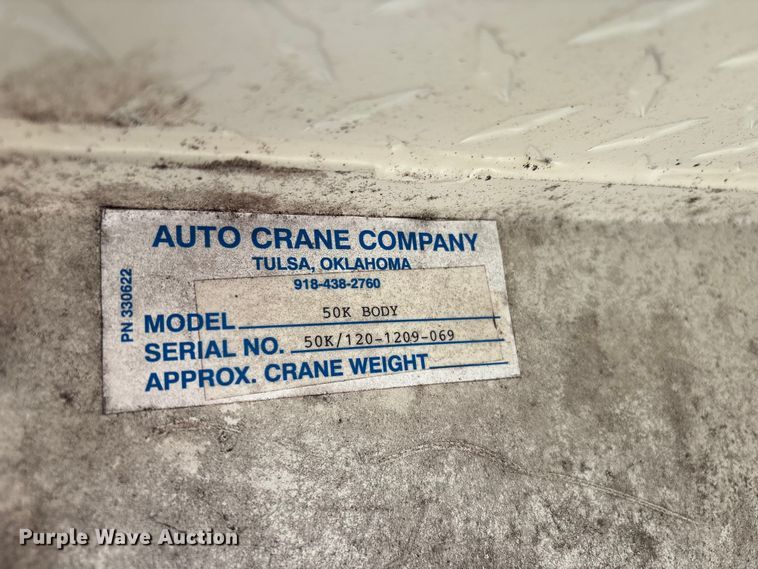 AUTO CRANE COMPANY
TULSA, OKLAHOMA
918-438-2760
PN 330622
MODEL 50K BODY
SERIAL NO. 50K/120-1209-069
APPROX. CRANE WEIGHT
Purple Wave Auction